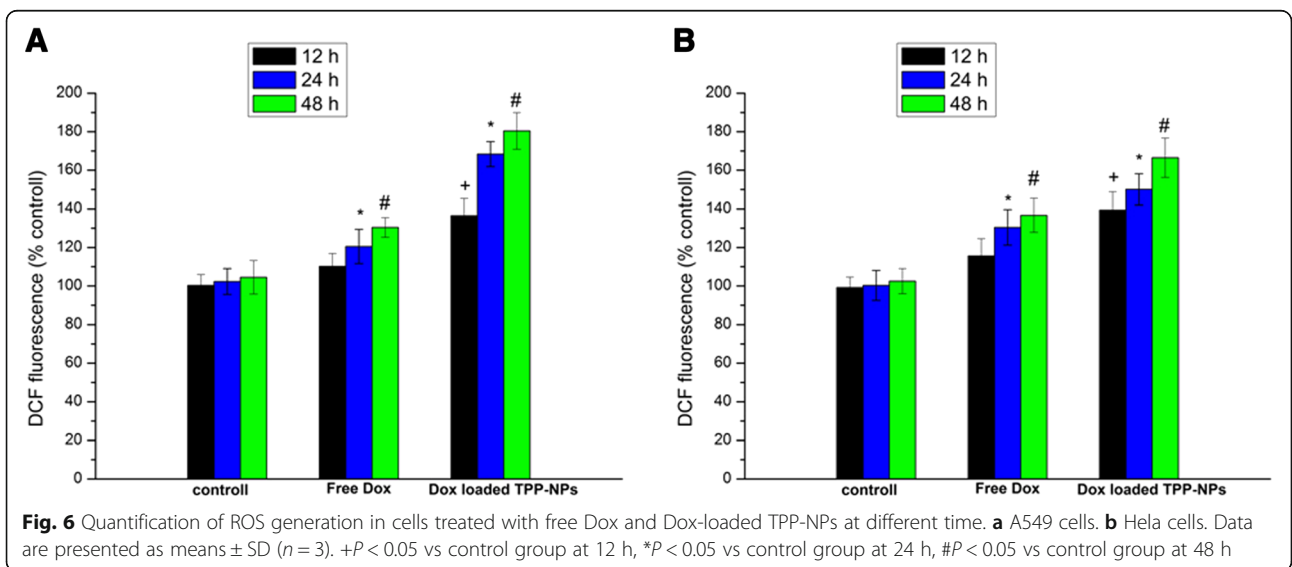 A
12 h
24 h
48 h
200
180
160
140
120
100
80
60
40
20
0
DCF fluorescence (% controll)
+
*
#
*
#
controll
Free Dox
Dox loaded TPP-NPs
B
12 h
24 h
48 h
200
180
160
140
120
100
80
60
40
20
0
DCF fluorescence (% controll)
*
#
+
*
#
controll
Free Dox
Dox loaded TPP-NPs
Fig. 6 Quantification of ROS generation in cells treated with free Dox and Dox-loaded TPP-NPs at different time. a A549 cells. b Hela cells. Data
are presented as means ± SD (n = 3). +P < 0.05 vs control group at 12 h, *P < 0.05 vs control group at 24 h, #P < 0.05 vs control group at 48 h